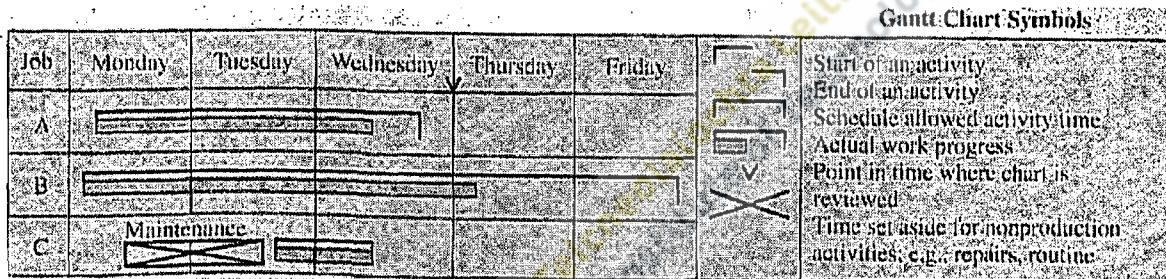 Gantt Chart Symbols
Job Monday Tuesday Wednesday Thursday Friday
Start of an activity
End of an activity
A
Schedule allowed activity time
Actual work progress
B
Point in time where chart is
reviewed
Maintenance
C
Time set aside for nonproduction
activities, e.g., repairs, routine